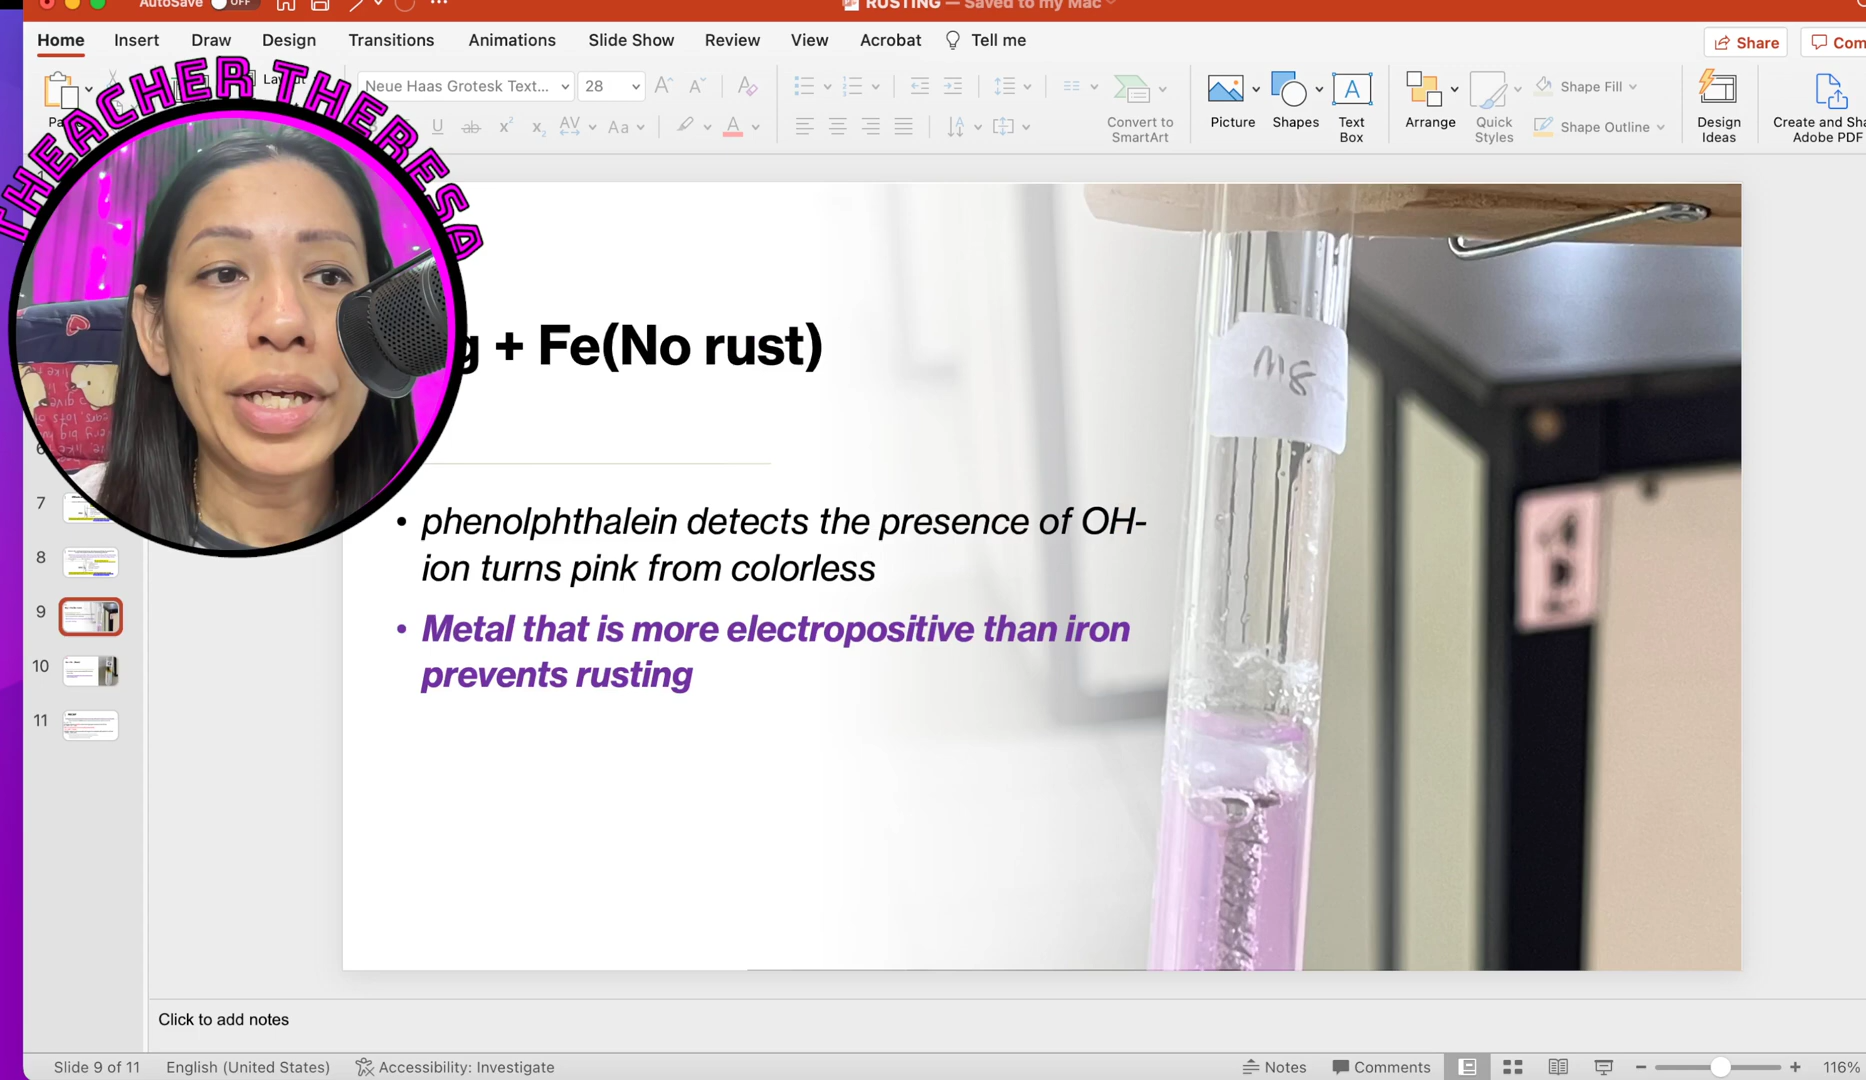 AutoSave OFF
RUSTING — Saved to my Mac
Home Insert Draw Design Transitions Animations Slide Show Review View Acrobat Tell me
Share
THEACHER THERESA
Neue Haas Grotesk Text... 28
Convert to SmartArt
Picture
Shapes
Text Box
Arrange
Quick Styles
Shape Fill
Shape Outline
Design Ideas
Adobe PDF
+ Fe(No rust)
• phenolphthalein detects the presence of OH-
ion turns pink from colorless
• Metal that is more electropositive than iron
prevents rusting
Mg
7
8
9
10
11
Click to add notes
Slide 9 of 11 English (United States) Accessibility: Investigate
Notes Comments 116%